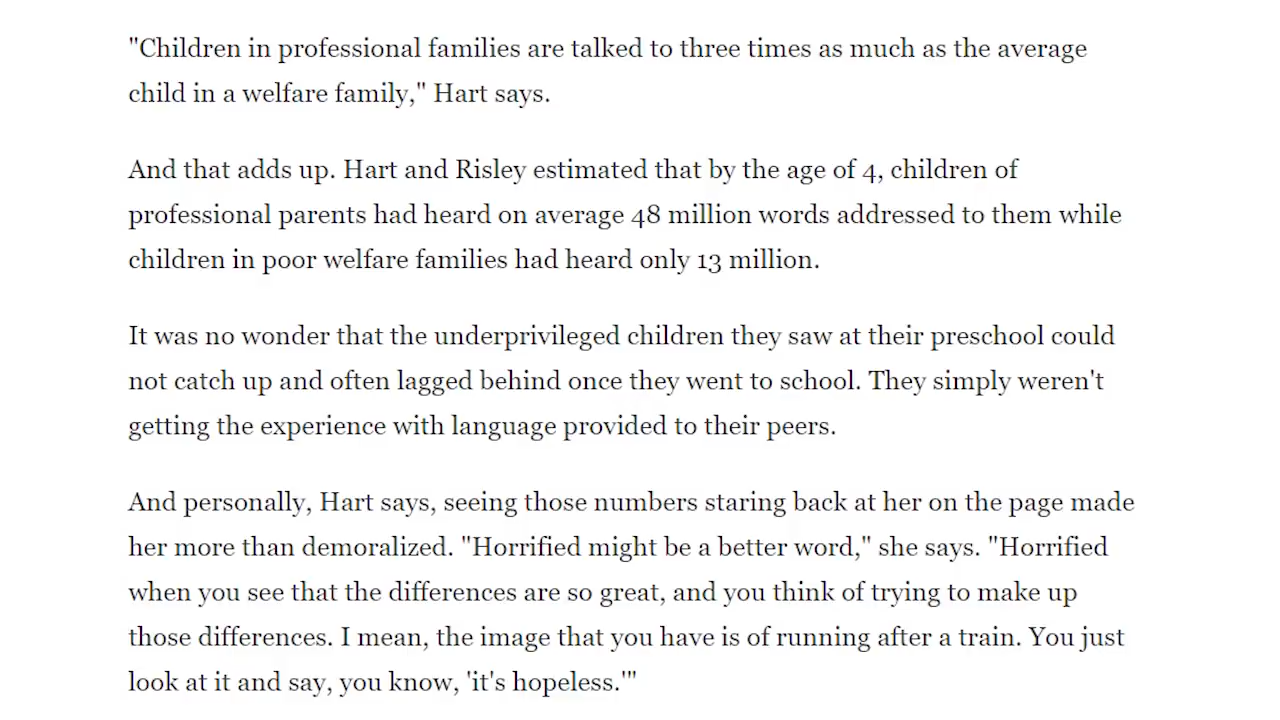 "Children in professional families are talked to three times as much as the average
child in a welfare family," Hart says.
And that adds up. Hart and Risley estimated that by the age of 4, children of
professional parents had heard on average 48 million words addressed to them while
children in poor welfare families had heard only 13 million.
It was no wonder that the underprivileged children they saw at their preschool could
not catch up and often lagged behind once they went to school. They simply weren't
getting the experience with language provided to their peers.
And personally, Hart says, seeing those numbers staring back at her on the page made
her more than demoralized. "Horrified might be a better word," she says. "Horrified
when you see that the differences are so great, and you think of trying to make up
those differences. I mean, the image that you have is of running after a train. You just
look at it and say, you know, 'it's hopeless.'"